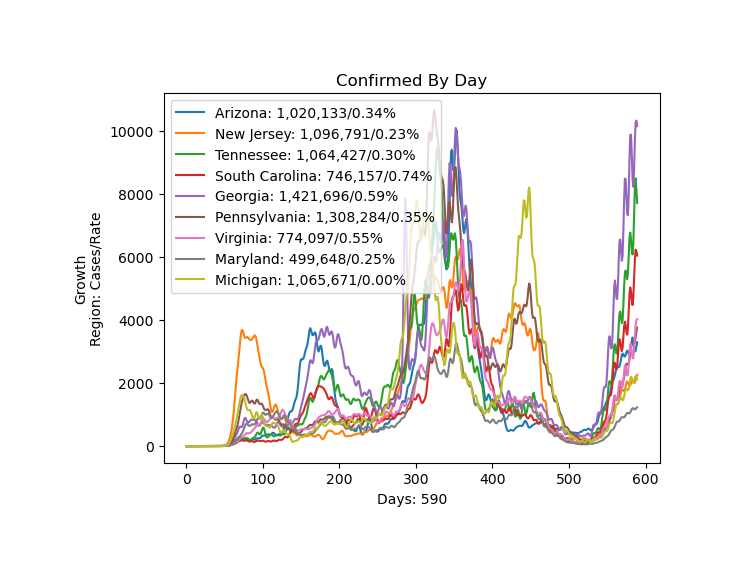 Confirmed By Day
Arizona: 1,020,133/0.34%
New Jersey: 1,096,791/0.23%
Tennessee: 1,064,427/0.30%
South Carolina: 746,157/0.74%
Georgia: 1,421,696/0.59%
Pennsylvania: 1,308,284/0.35%
Virginia: 774,097/0.55%
Maryland: 499,648/0.25%
Michigan: 1,065,671/0.00%
10000
8000
6000
4000
2000
0
Growth
Region: Cases/Rate
0 100 200 300 400 500 600
Days: 590